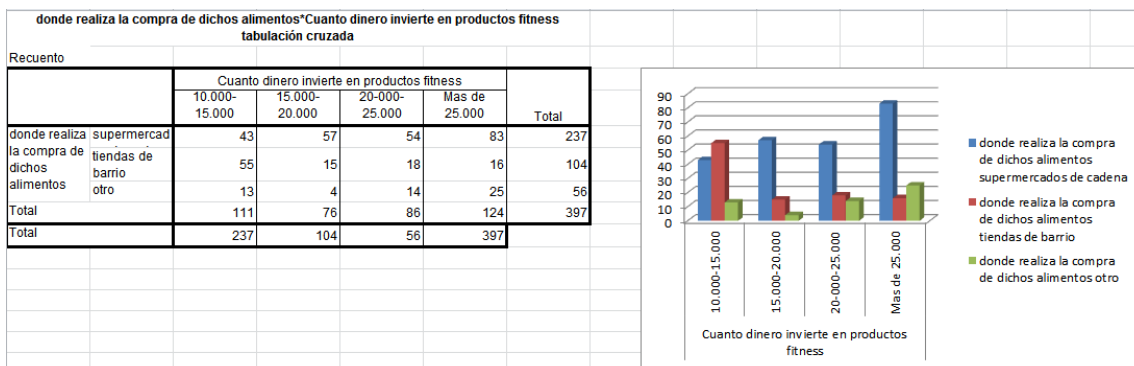 donde realiza la compra de dichos alimentos*Cuanto dinero invierte en productos fitness
tabulación cruzada
Recuento
Cuanto dinero invierte en productos fitness
10.000-
15.000
15.000-
20.000
20-000-
25.000
Mas de
25.000
Total
donde realiza
la compra de
dichos
alimentos
supermercad
43 57 54 83 237
tiendas de
barrio
55 15 18 16 104
otro
13 4 14 25 56
Total 111 76 86 124 397
Total 237 104 56 397
90
80
70
60
50
40
30
20
10
0
10.000-15.000
15.000-20.000
20-000-25.000
Mas de 25.000
Cuanto dinero invierte en productos
fitness
donde realiza la compra
de dichos alimentos
supermercados de cadena
donde realiza la compra
de dichos alimentos
tiendas de barrio
donde realiza la compra
de dichos alimentos otro